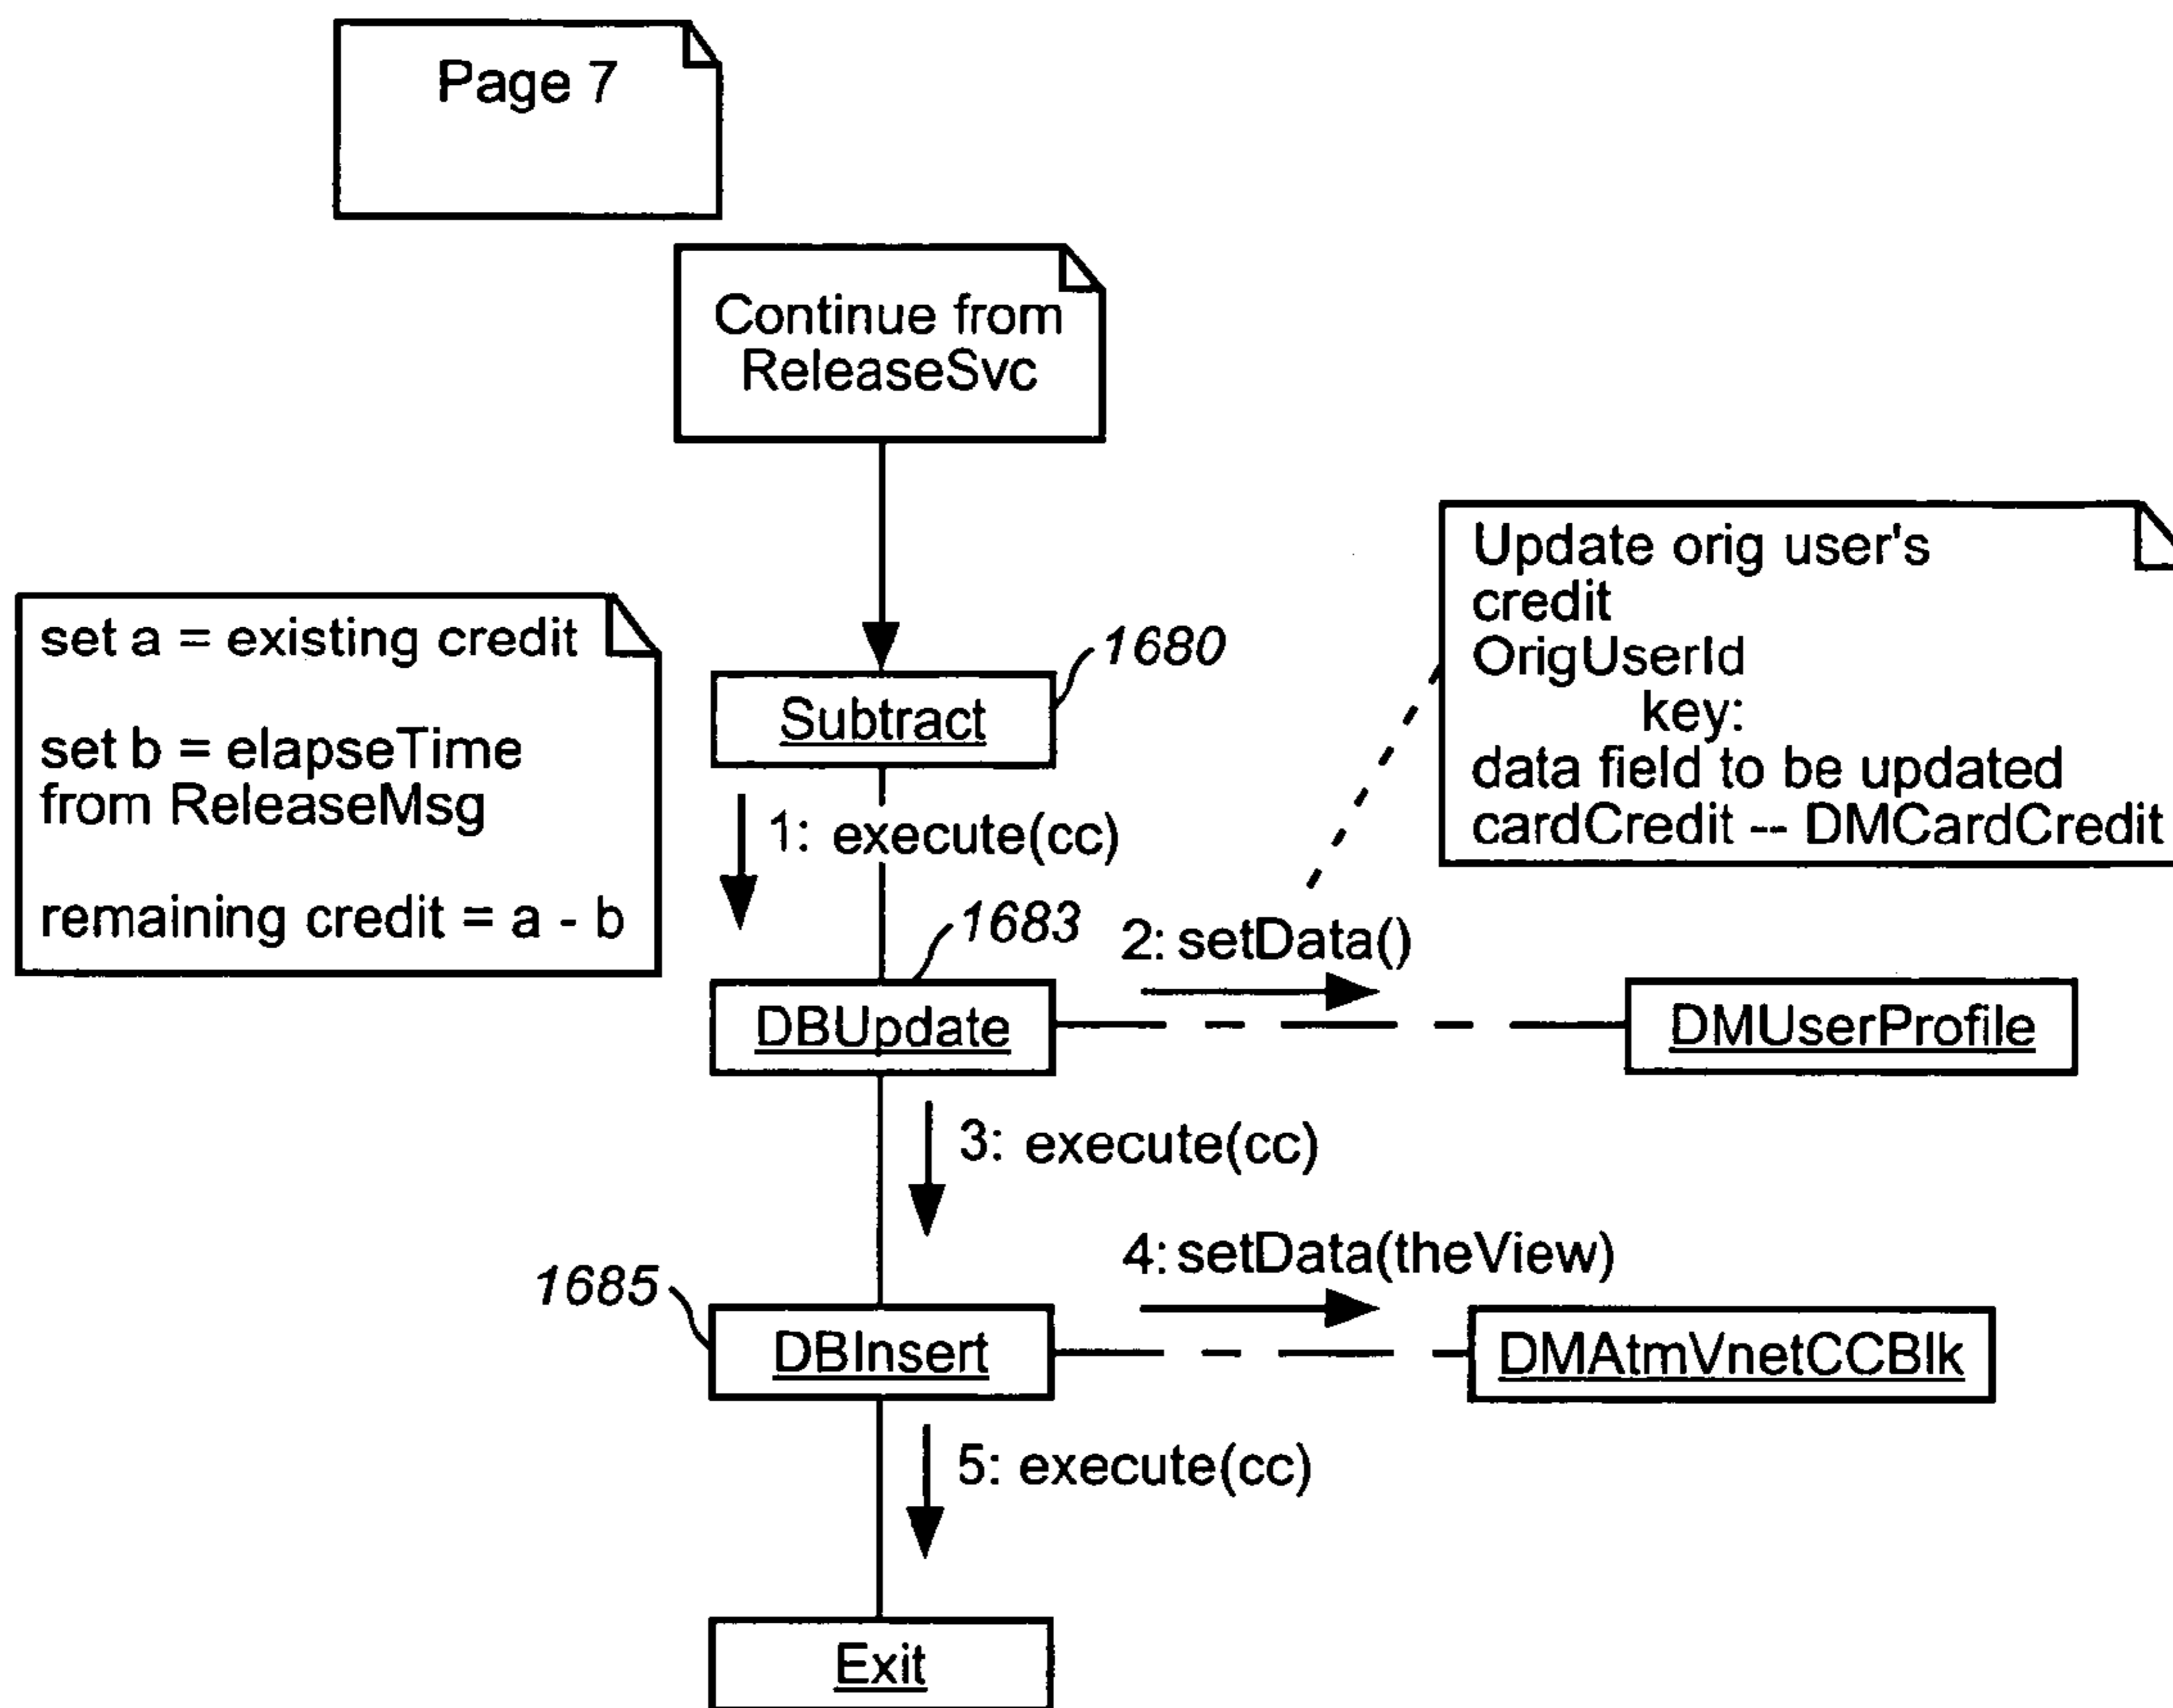 Page 7
Continue from
ReleaseSvc
set a = existing credit
set b = elapseTime
from ReleaseMsg
remaining credit = a - b
1680
Subtract
Update orig user's
credit
OrigUserId
key:
data field to be updated
cardCredit -- DMCardCredit
1: execute(cc)
1683
2: setData()
DBUpdate
DMUserProfile
3: execute(cc)
4: setData(theView)
1685
DBInsert
DMAtmVnetCCBlk
5: execute(cc)
Exit